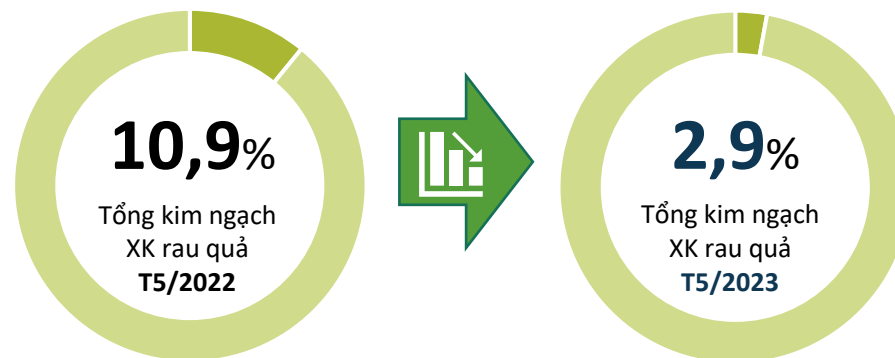 10,9%
Tổng kim ngạch
XK rau quả
T5/2022
2,9%
Tổng kim ngạch
XK rau quả
T5/2023